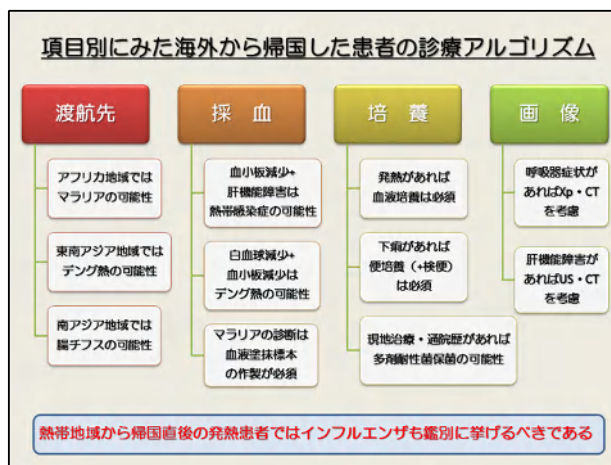 項目別にみた海外から帰国した患者の診療アルゴリズム
渡航先
アフリカ地域では
マラリアの可能性
東南アジア地域では
デング熱の可能性
南アジア地域では
腸チフスの可能性
採 血
血小板減少+
肝機能障害は
熱帯感染症の可能性
白血球減少+
血小板減少は
デング熱の可能性
マラリアの診断は
血液塗抹標本
の作製が必須
培 養
発熱があれば
血液培養は必須
下痢があれば
便培養（+検便）
は必須
現地治療・通院歴があれば
多剤耐性菌保菌の可能性
画 像
呼吸器症状が
あればXp・CT
を考慮
肝機能障害が
あればUS・CT
を考慮
熱帯地域から帰国直後の発熱患者ではインフルエンザも鑑別に挙げるべきである